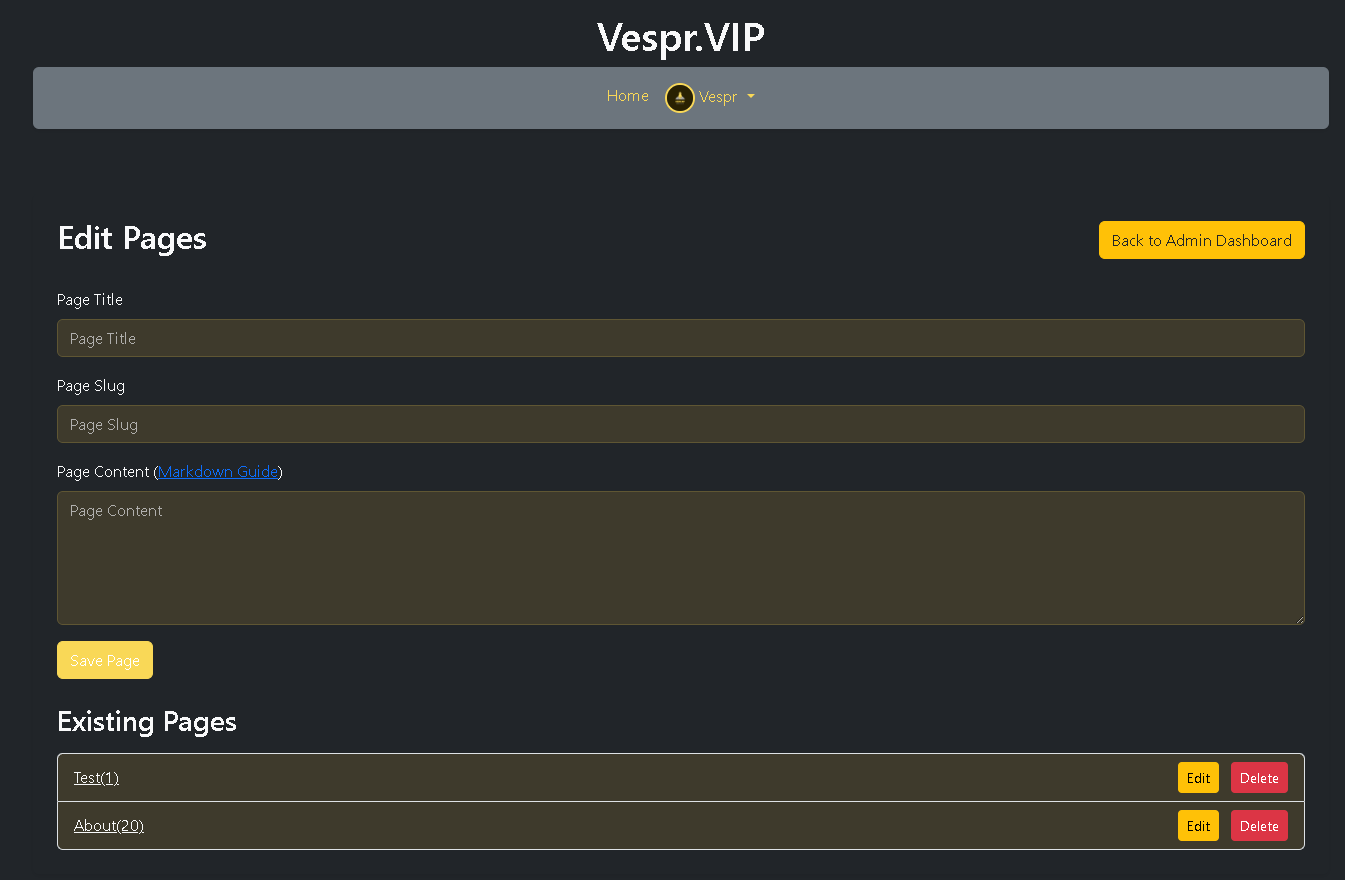 Vespr.VIP
Home Vespr
Edit Pages
Back to Admin Dashboard
Page Title
Page Title
Page Slug
Page Slug
Page Content (Markdown Guide)
Page Content
Save Page
Existing Pages
Test(1) Edit Delete
About(20) Edit Delete